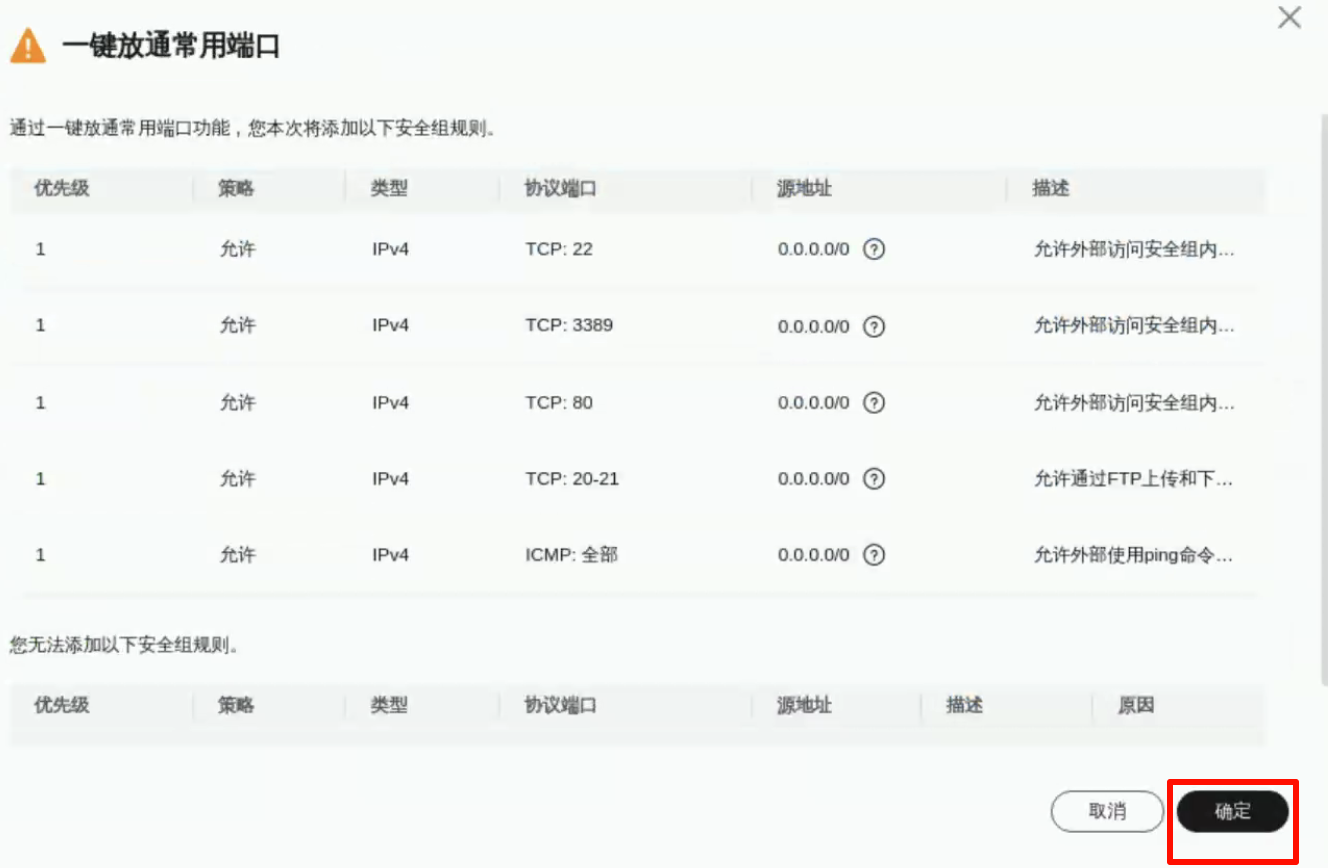 一键放通常用端口
通过一键放通常用端口功能，您本次将添加以下安全组规则。
优先级 策略 类型 协议端口 源地址 描述
1 允许 IPv4 TCP: 22 0.0.0.0/0 ? 允许外部访问安全组内...
1 允许 IPv4 TCP: 3389 0.0.0.0/0 ? 允许外部访问安全组内...
1 允许 IPv4 TCP: 80 0.0.0.0/0 ? 允许外部访问安全组内...
1 允许 IPv4 TCP: 20-21 0.0.0.0/0 ? 允许通过FTP上传和下...
1 允许 IPv4 ICMP: 全部 0.0.0.0/0 ? 允许外部使用ping命令...
您无法添加以下安全组规则。
优先级 策略 类型 协议端口 源地址 描述 原因
取消 确定